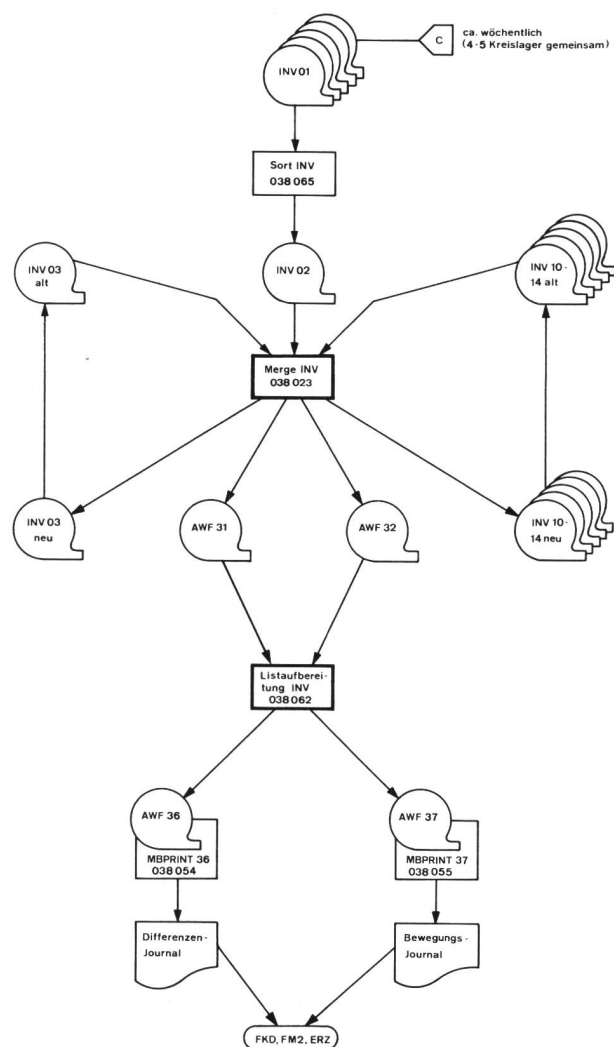 INV 01
C
ca. wöchentlich
(4-5 Kreislager gemeinsam)
Sort INV
038 065
INV 03
alt
INV 02
INV 10-
14 alt
Merge INV
038 023
INV 03
neu
AWF 31
AWF 32
INV 10-
14 neu
Listaufberei-
tung INV
038 062
AWF 36
MBPRINT 36
038 054
AWF 37
MBPRINT 37
038 055
Differenzen-
Journal
Bewegungs-
Journal
FKD, FM2, ERZ